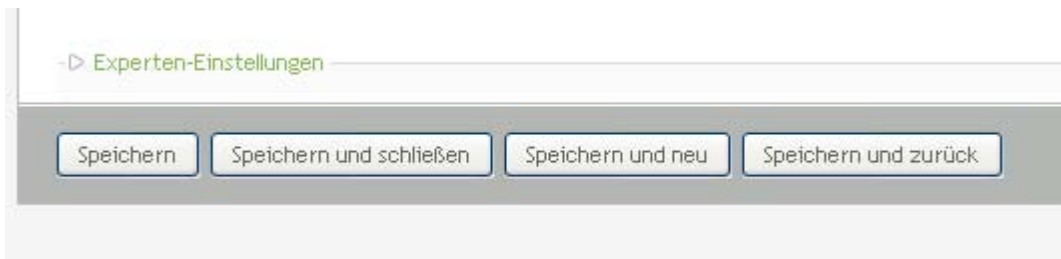 Experten-Einstellungen
Speichern Speichern und schließen Speichern und neu Speichern und zurück